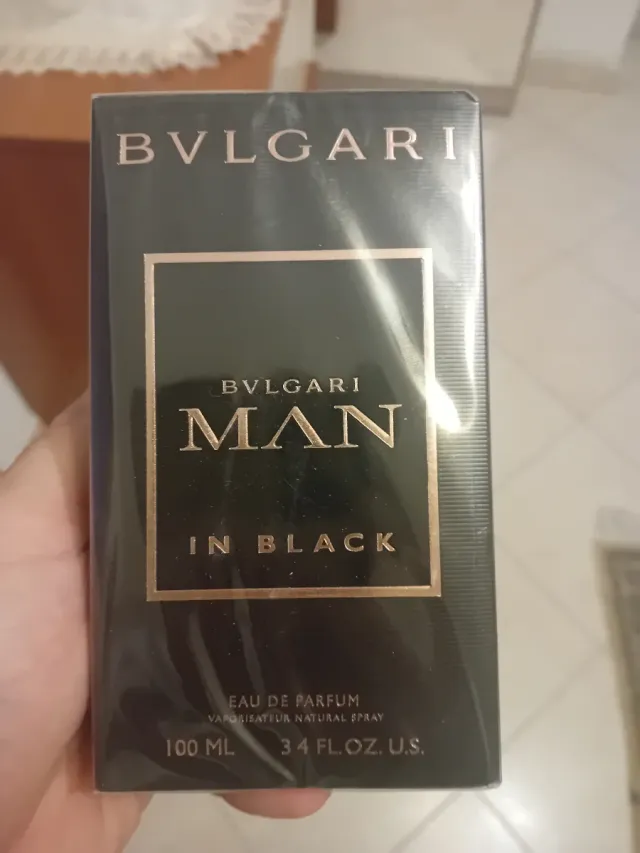 BVLGARI
BVLGARI
MAN
IN BLACK
EAU DE PARFUM
VAPORISATEUR NATURAL SPRAY
100 ML 3.4 FL.OZ. U.S.